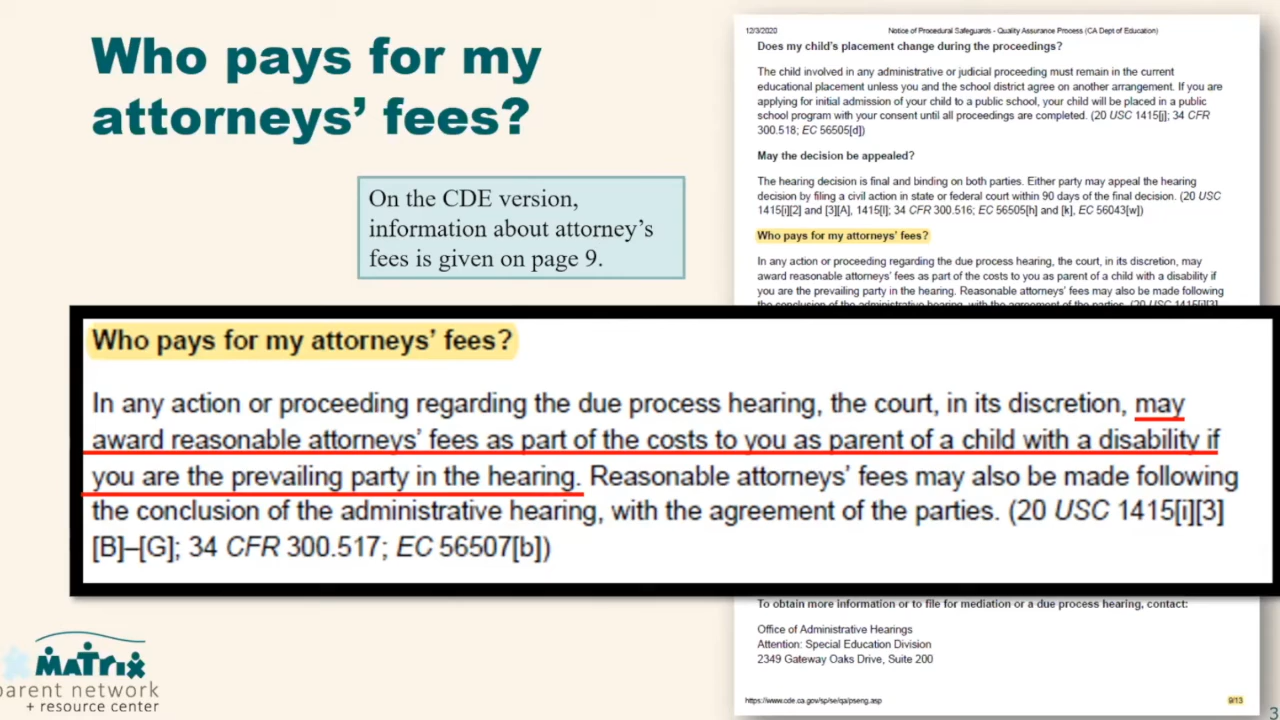 Who pays for my
attorneys’ fees?
On the CDE version,
information about attorney’s
fees is given on page 9.
12/3/2020 Notice of Procedural Safeguards - Quality Assurance Process (CA Dept of Education)
Does my child’s placement change during the proceedings?
The child involved in any administrative or judicial proceeding must remain in the current
educational placement unless you and the school district agree on another arrangement. If you are
applying for initial admission of your child to a public school, your child will be placed in a public
school program with your consent until all proceedings are completed. (20 USC 1415[j]; 34 CFR
300.518; EC 56505[d])
May the decision be appealed?
The hearing decision is final and binding on both parties. Either party may appeal the hearing
decision by filing a civil action in state or federal court within 90 days of the final decision. (20 USC
1415[i][2] and [3][A], 1415[l]; 34 CFR 300.516; EC 56505[h] and [k], EC 56043[w])
Who pays for my attorneys’ fees?
In any action or proceeding regarding the due process hearing, the court, in its discretion, may
award reasonable attorneys’ fees as part of the costs to you as parent of a child with a disability if
you are the prevailing party in the hearing. Reasonable attorneys’ fees may also be made following
the conclusion of the administrative hearing, with the agreement of the parties. (20 USC 1415[i][3]
Who pays for my attorneys’ fees?
In any action or proceeding regarding the due process hearing, the court, in its discretion, may
award reasonable attorneys’ fees as part of the costs to you as parent of a child with a disability if
you are the prevailing party in the hearing. Reasonable attorneys’ fees may also be made following
the conclusion of the administrative hearing, with the agreement of the parties. (20 USC 1415[i][3]
[B]–[G]; 34 CFR 300.517; EC 56507[b])
To obtain more information or to file for mediation or a due process hearing, contact:
Office of Administrative Hearings
Attention: Special Education Division
2349 Gateway Oaks Drive, Suite 200
https://www.cde.ca.gov/sp/se/qa/pseng.asp 9/13
MATRIX
parent network
+ resource center
3